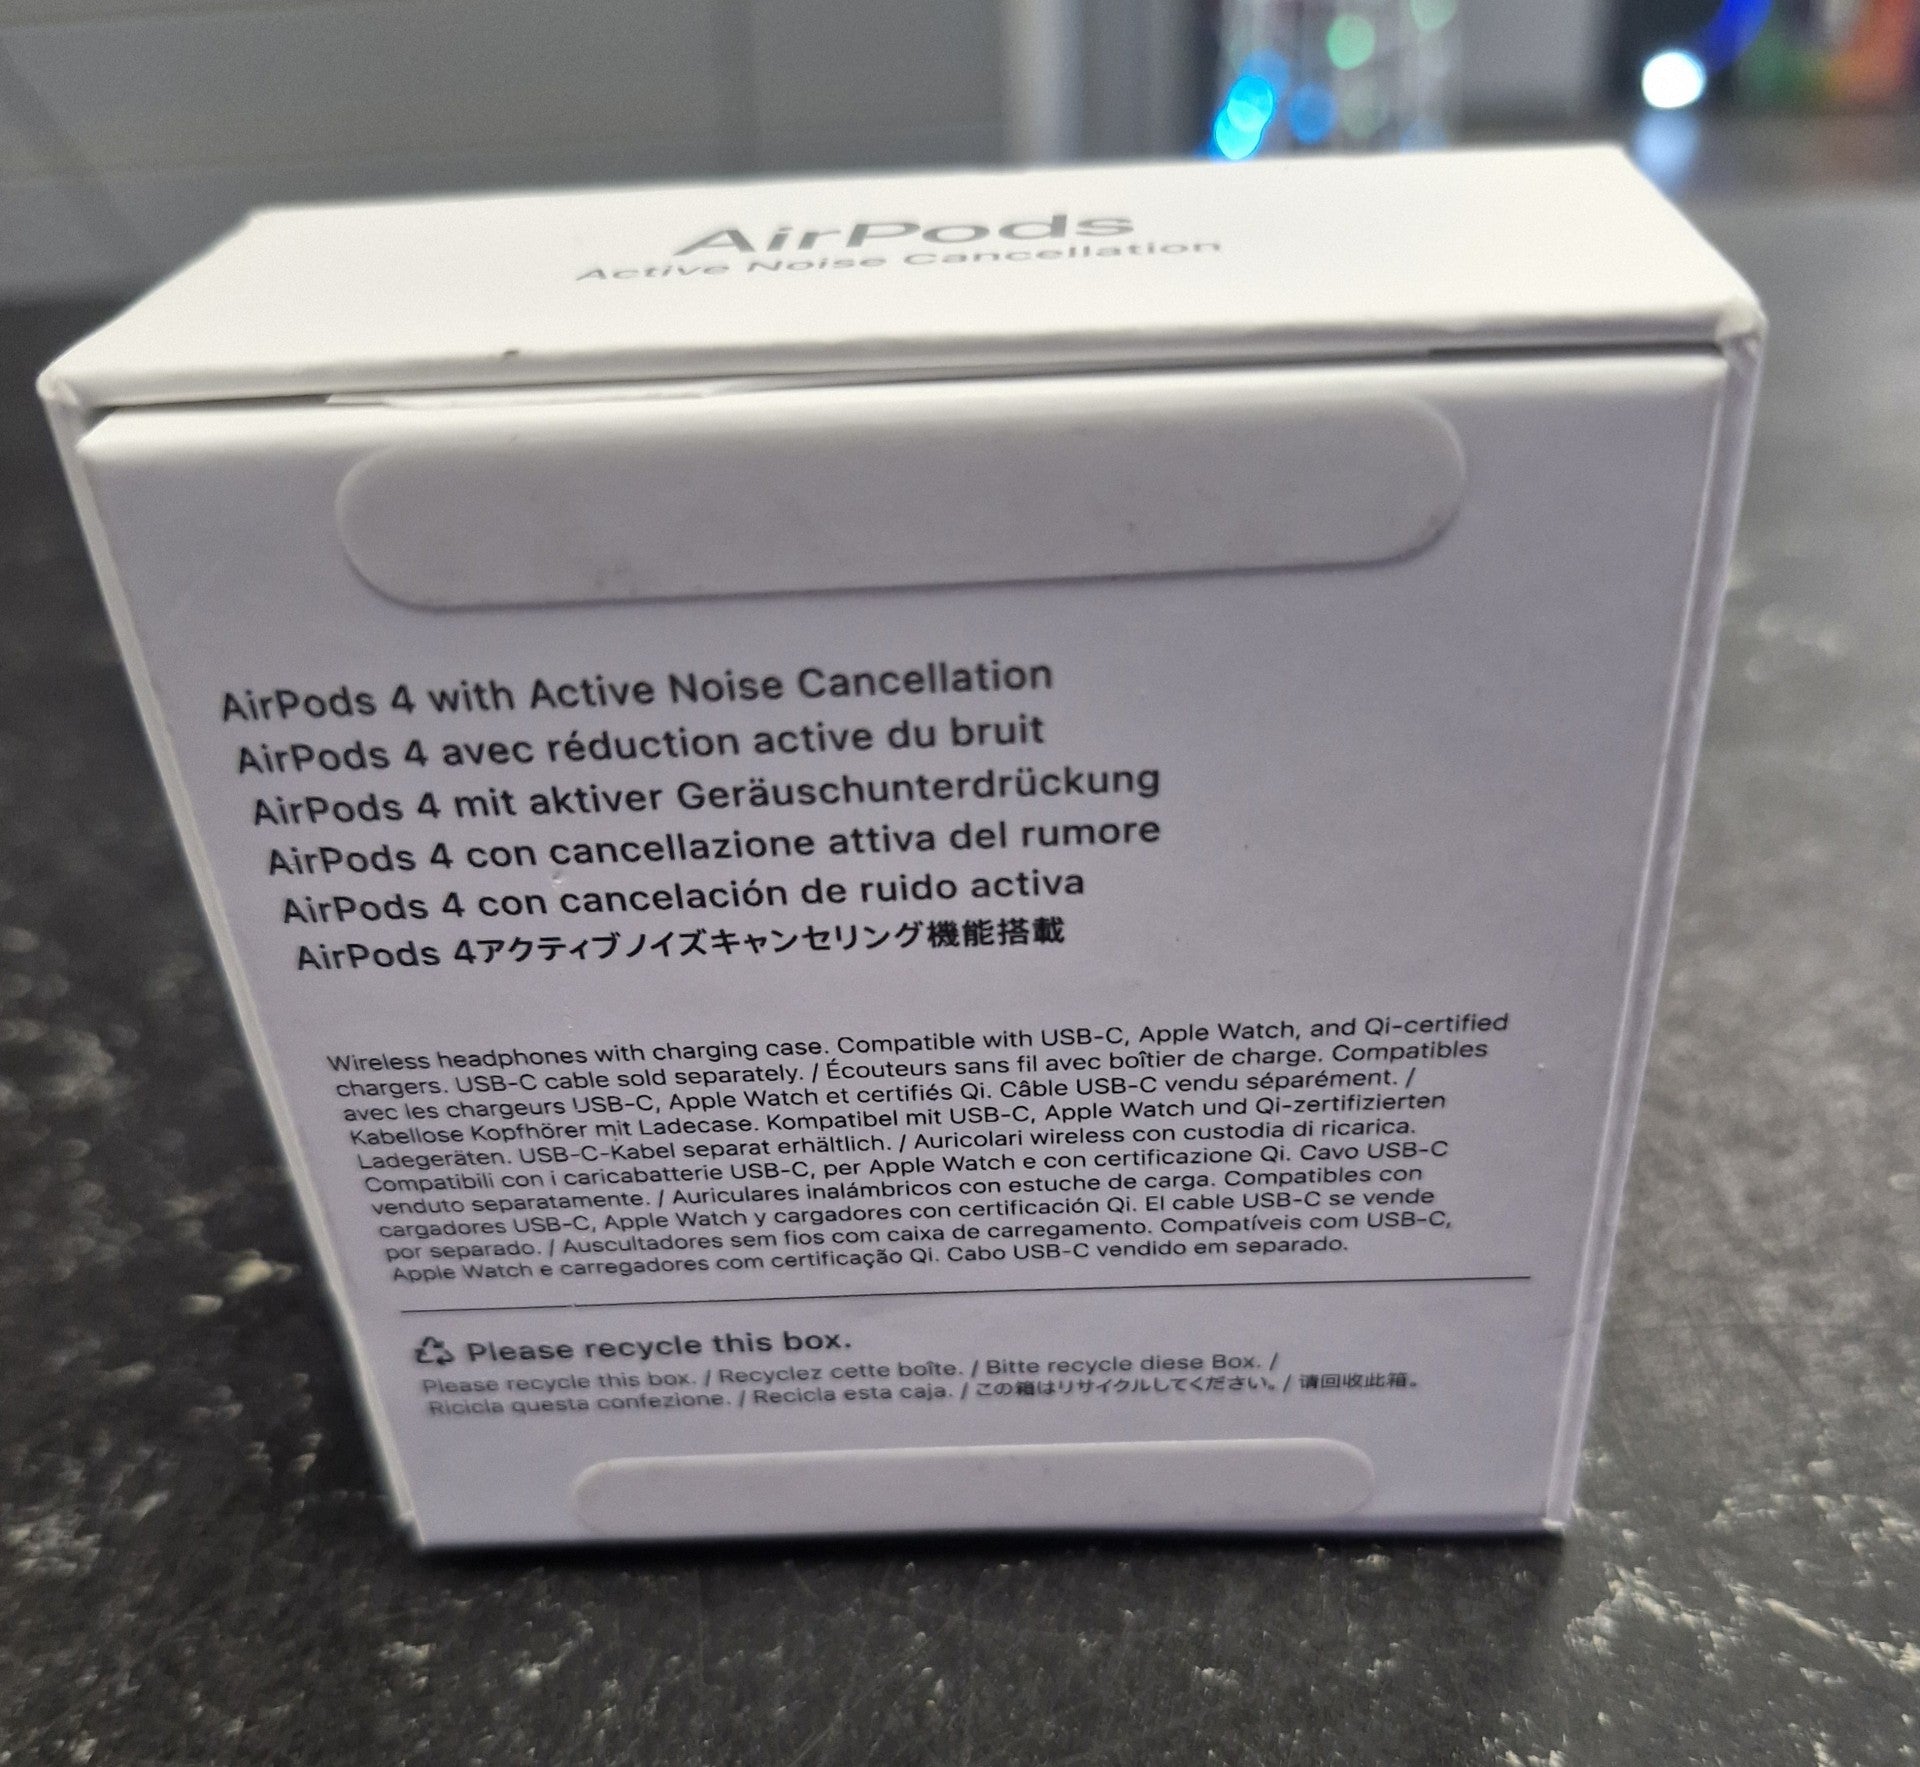 AirPods
Active Noise Cancellation
AirPods 4 with Active Noise Cancellation
AirPods 4 avec réduction active du bruit
AirPods 4 mit aktiver Geräuschunterdrückung
AirPods 4 con cancellazione attiva del rumore
AirPods 4 con cancelación de ruido activa
AirPods 4アクティブノイズキャンセリング機能搭載
Wireless headphones with charging case. Compatible with USB-C, Apple Watch, and Qi-certified
chargers. USB-C cable sold separately. / Écouteurs sans fil avec boîtier de charge. Compatibles
avec les chargeurs USB-C, Apple Watch et certifiés Qi. Câble USB-C vendu séparément. /
Kabellose Kopfhörer mit Ladecase. Kompatibel mit USB-C, Apple Watch und Qi-zertifizierten
Ladegeräten. USB-C-Kabel separat erhältlich. / Auricolari wireless con custodia di ricarica.
Compatibili con i caricabatterie USB-C, per Apple Watch e con certificazione Qi. Cavo USB-C
venduto separatamente. / Auriculares inalámbricos con estuche de carga. Compatibles con
cargadores USB-C, Apple Watch y cargadores con certificación Qi. El cable USB-C se vende
por separado. / Auscultadores sem fios com caixa de carregamento. Compatíveis com USB-C,
Apple Watch e carregadores com certificação Qi. Cabo USB-C vendido em separado.
Please recycle this box.
Please recycle this box. / Recyclez cette boîte. / Bitte recycle diese Box. /
Ricicla questa confezione. / Recicla esta caja. / この箱はリサイクルしてください。/ 请回收此箱。